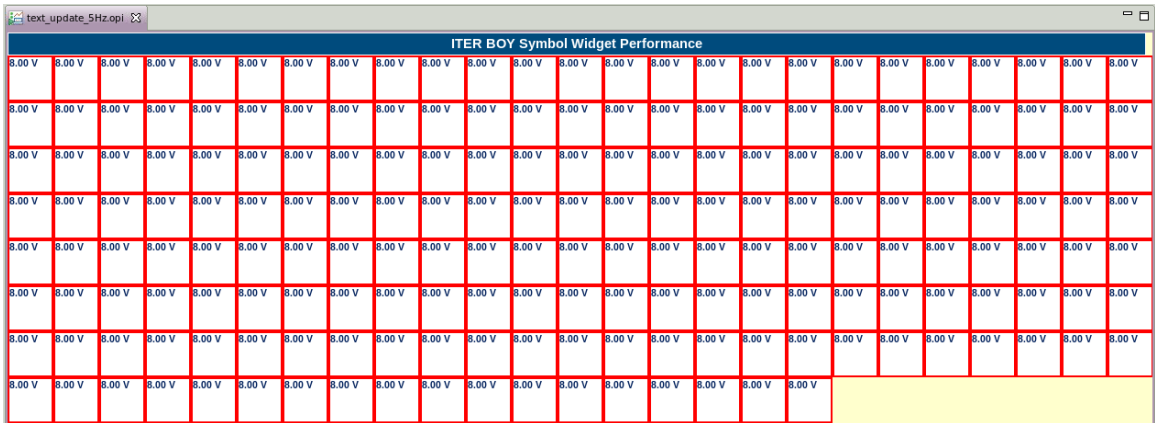 text_update_5Hz.opi
ITER BOY Symbol Widget Performance
8.00 V 8.00 V 8.00 V 8.00 V 8.00 V 8.00 V 8.00 V 8.00 V 8.00 V 8.00 V 8.00 V 8.00 V 8.00 V 8.00 V 8.00 V 8.00 V 8.00 V 8.00 V 8.00 V 8.00 V 8.00 V 8.00 V 8.00 V 8.00 V 8.00 V
8.00 V 8.00 V 8.00 V 8.00 V 8.00 V 8.00 V 8.00 V 8.00 V 8.00 V 8.00 V 8.00 V 8.00 V 8.00 V 8.00 V 8.00 V 8.00 V 8.00 V 8.00 V 8.00 V 8.00 V 8.00 V 8.00 V 8.00 V 8.00 V 8.00 V
8.00 V 8.00 V 8.00 V 8.00 V 8.00 V 8.00 V 8.00 V 8.00 V 8.00 V 8.00 V 8.00 V 8.00 V 8.00 V 8.00 V 8.00 V 8.00 V 8.00 V 8.00 V 8.00 V 8.00 V 8.00 V 8.00 V 8.00 V 8.00 V 8.00 V
8.00 V 8.00 V 8.00 V 8.00 V 8.00 V 8.00 V 8.00 V 8.00 V 8.00 V 8.00 V 8.00 V 8.00 V 8.00 V 8.00 V 8.00 V 8.00 V 8.00 V 8.00 V 8.00 V 8.00 V 8.00 V 8.00 V 8.00 V 8.00 V 8.00 V
8.00 V 8.00 V 8.00 V 8.00 V 8.00 V 8.00 V 8.00 V 8.00 V 8.00 V 8.00 V 8.00 V 8.00 V 8.00 V 8.00 V 8.00 V 8.00 V 8.00 V 8.00 V 8.00 V 8.00 V 8.00 V 8.00 V 8.00 V 8.00 V 8.00 V
8.00 V 8.00 V 8.00 V 8.00 V 8.00 V 8.00 V 8.00 V 8.00 V 8.00 V 8.00 V 8.00 V 8.00 V 8.00 V 8.00 V 8.00 V 8.00 V 8.00 V 8.00 V 8.00 V 8.00 V 8.00 V 8.00 V 8.00 V 8.00 V 8.00 V
8.00 V 8.00 V 8.00 V 8.00 V 8.00 V 8.00 V 8.00 V 8.00 V 8.00 V 8.00 V 8.00 V 8.00 V 8.00 V 8.00 V 8.00 V 8.00 V 8.00 V 8.00 V 8.00 V 8.00 V 8.00 V 8.00 V 8.00 V 8.00 V 8.00 V
8.00 V 8.00 V 8.00 V 8.00 V 8.00 V 8.00 V 8.00 V 8.00 V 8.00 V 8.00 V 8.00 V 8.00 V 8.00 V 8.00 V 8.00 V 8.00 V 8.00 V 8.00 V